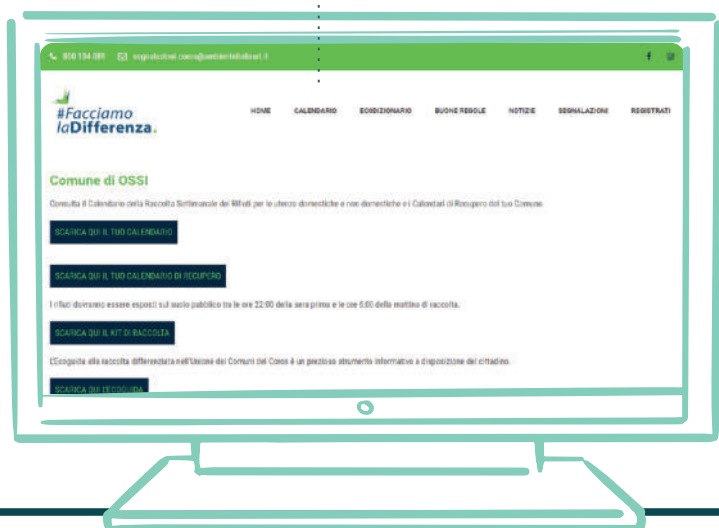 800 134 091 segnalazioni.coros@ambienteitaliasrl.it
#Facciamo
laDifferenza.
HOME CALENDARIO ECODIZIONARIO BUONE REGOLE NOTIZIE SEGNALAZIONI REGISTRATI
Comune di OSSI
Consulta il Calendario della Raccolta Settimanale dei Rifiuti per le utenze domestiche e non domestiche e i Calendari di Recupero del tuo Comune.
SCARICA QUI IL TUO CALENDARIO
SCARICA QUI IL TUO CALENDARIO DI RECUPERO
I rifiuti dovranno essere esposti sul suolo pubblico tra le ore 22:00 della sera prima e le ore 6:00 della mattina di raccolta.
SCARICA QUI IL KIT DI RACCOLTA
L'Ecoguida alla raccolta differenziata nell'Unione dei Comuni del Coros è un prezioso strumento informativo a disposizione del cittadino.
SCARICA QUI L'ECOGUIDA